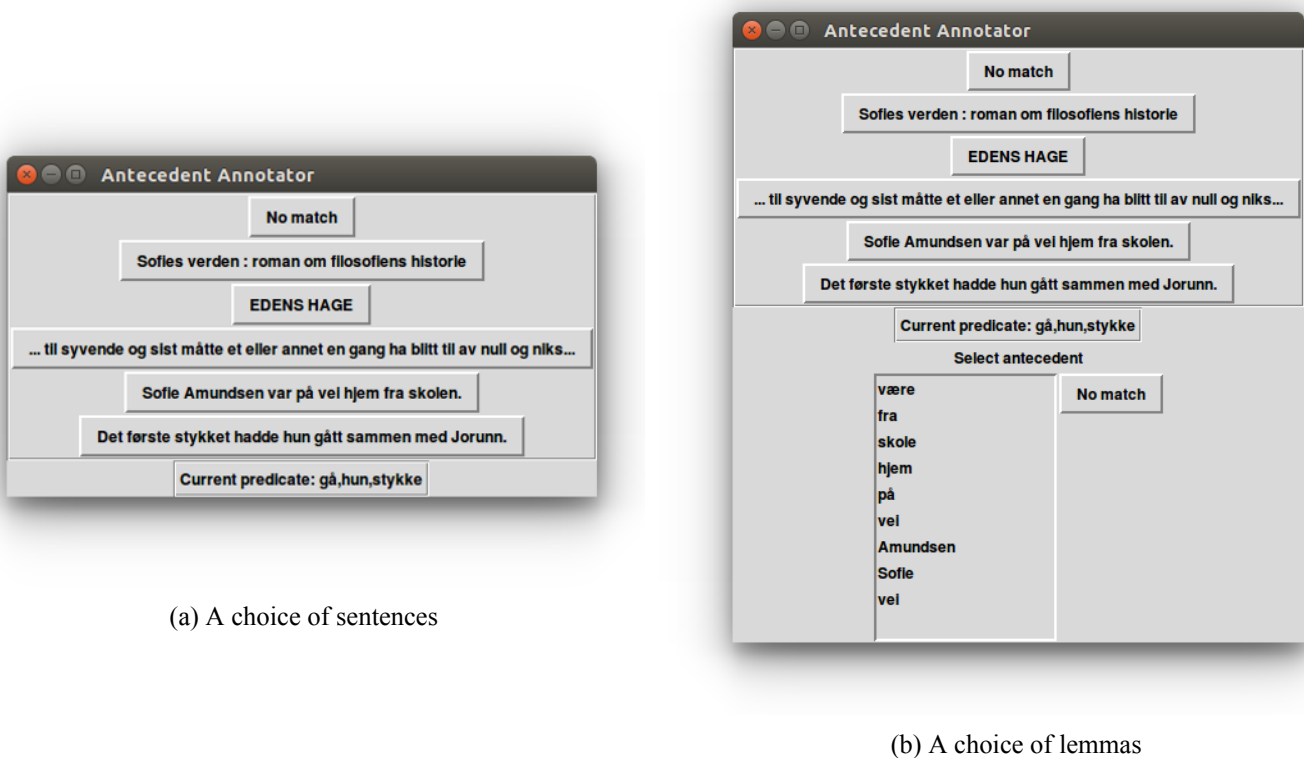 Antecedent Annotator
No match
Sofies verden : roman om filosofiens historie
EDENS HAGE
... til syvende og sist måtte et eller annet en gang ha blitt til av null og niks...
Sofie Amundsen var på vei hjem fra skolen.
Det første stykket hadde hun gått sammen med Jorunn.
Current predicate: gå,hun,stykke
(a) A choice of sentences
Antecedent Annotator
No match
Sofies verden : roman om filosofiens historie
EDENS HAGE
... til syvende og sist måtte et eller annet en gang ha blitt til av null og niks...
Sofie Amundsen var på vei hjem fra skolen.
Det første stykket hadde hun gått sammen med Jorunn.
Current predicate: gå,hun,stykke
Select antecedent
være
No match
fra
skole
hjem
på
vei
Amundsen
Sofie
vei
(b) A choice of lemmas